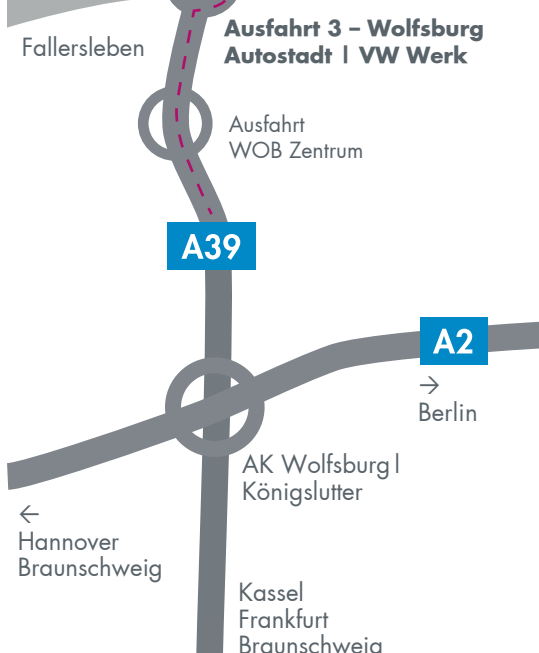 Fallersleben
Ausfahrt 3 – Wolfsburg
Autostadt | VW Werk
Ausfahrt
WOB Zentrum
A39
A2
→
Berlin
AK Wolfsburg |
Königslutter
←
Hannover
Braunschweig
Kassel
Frankfurt
Braunschweig